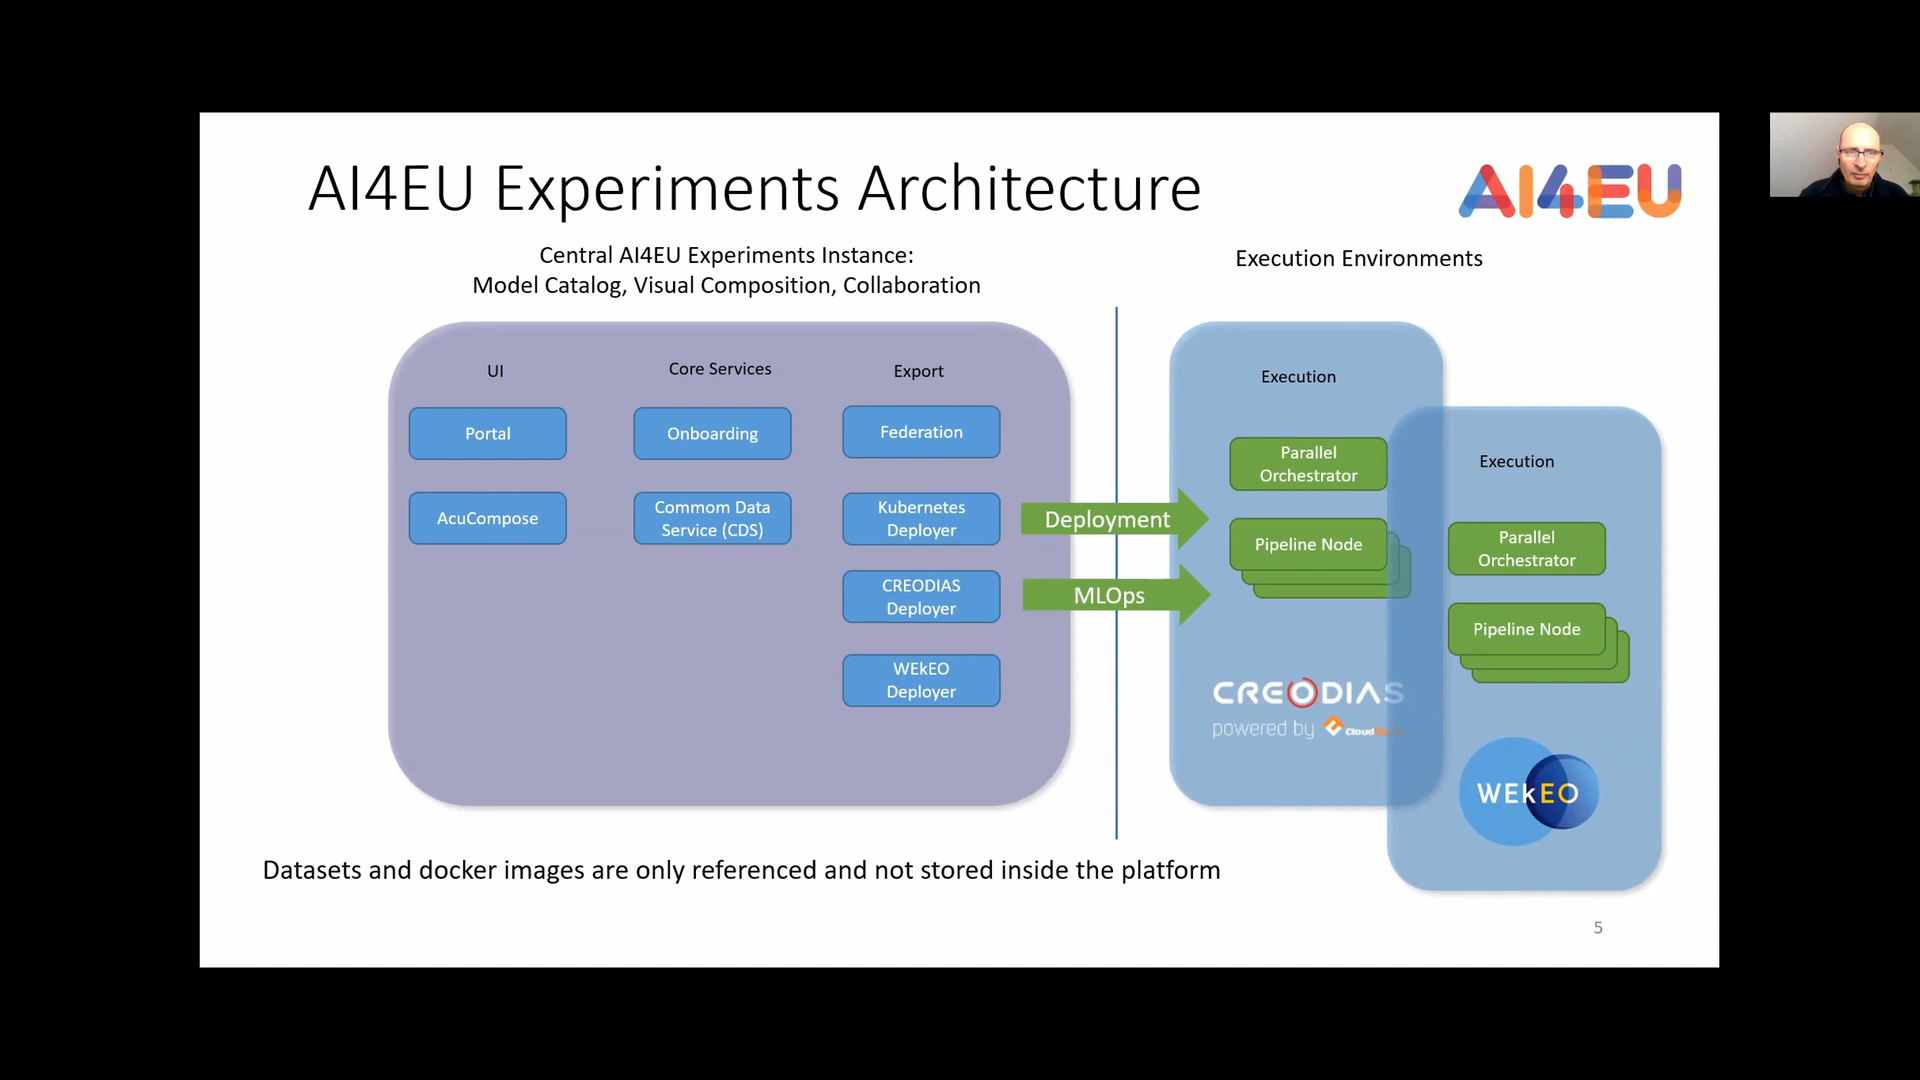 AI4EU Experiments Architecture
AI4EU
Central AI4EU Experiments Instance:
Model Catalog, Visual Composition, Collaboration
Execution Environments
UI
Core Services
Export
Portal
Onboarding
Federation
AcuCompose
Commom Data
Service (CDS)
Kubernetes
Deployer
CREODIAS
Deployer
WEkEO
Deployer
Deployment
MLOps
Execution
Parallel
Orchestrator
Pipeline Node
CREODIAS
powered by
Execution
Parallel
Orchestrator
Pipeline Node
WEkEO
Datasets and docker images are only referenced and not stored inside the platform
5